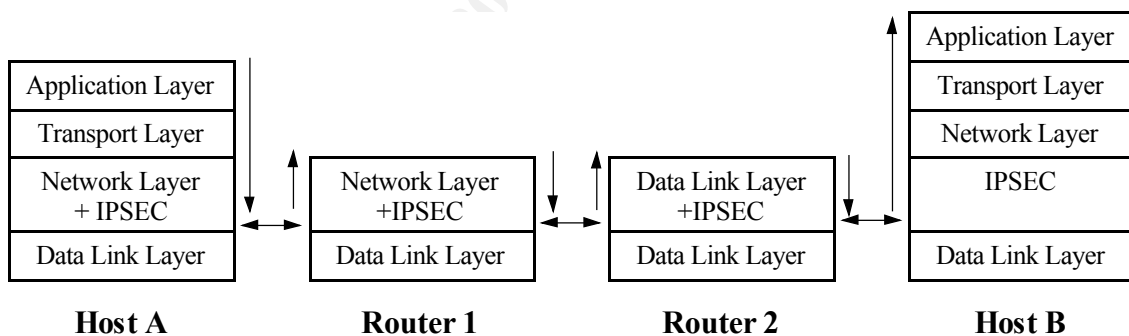 Application Layer
Transport Layer
Network Layer
+ IPSEC
Data Link Layer
Host A
Network Layer
+IPSEC
Data Link Layer
Router 1
Data Link Layer
+IPSEC
Data Link Layer
Router 2
Application Layer
Transport Layer
Network Layer
IPSEC
Data Link Layer
Host B